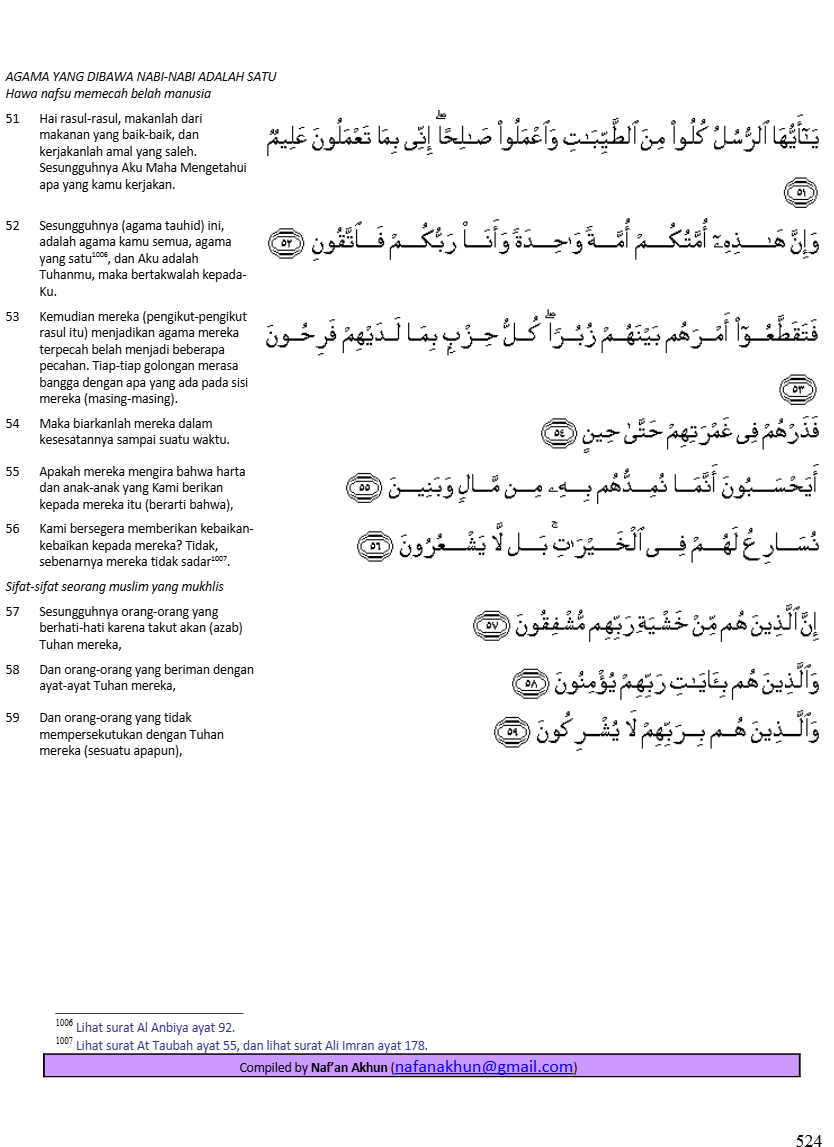 AGAMA YANG DIBAWA NABI-NABI ADALAH SATU
Hawa nafsu memecah belah manusia
51 Hai rasul-rasul, makanlah dari
makanan yang baik-baik, dan
kerjakanlah amal yang saleh.
Sesungguhnya Aku Maha Mengetahui
apa yang kamu kerjakan.
يَـٰٓأَيُّهَا ٱلرُّسُلُ كُلُوا۟ مِنَ ٱلطَّيِّبَـٰتِ وَٱعْمَلُوا۟ صَـٰلِحًا ۖ إِنِّى بِمَا تَعْمَلُونَ عَلِيمٌ
٥١
52 Sesungguhnya (agama tauhid) ini,
adalah agama kamu semua, agama
yang satu¹⁰⁰⁶, dan Aku adalah
Tuhanmu, maka bertakwalah kepada-
Ku.
وَإِنَّ هَـٰذِهِۦٓ أُمَّتُكُمْ أُمَّةً وَٰحِدَةً وَأَنَا۠ رَبُّكُمْ فَٱتَّقُونِ ٥٢
53 Kemudian mereka (pengikut-pengikut
rasul itu) menjadikan agama mereka
terpecah belah menjadi beberapa
pecahan. Tiap-tiap golongan merasa
bangga dengan apa yang ada pada sisi
mereka (masing-masing).
فَتَقَطَّعُوٓا۟ أَمْرَهُم بَيْنَهُمْ زُبُرًا ۖ كُلُّ حِزْبٍۭ بِمَا لَدَيْهِمْ فَرِحُونَ
٥٣
54 Maka biarkanlah mereka dalam
kesesatannya sampai suatu waktu.
فَذَرْهُمْ فِى غَمْرَتِهِمْ حَتَّىٰ حِينٍ ٥٤
55 Apakah mereka mengira bahwa harta
dan anak-anak yang Kami berikan
kepada mereka itu (berarti bahwa),
أَيَحْسَبُونَ أَنَّمَا نُمِدُّهُم بِهِۦ مِن مَّالٍ وَبَنِينَ ٥٥
56 Kami bersegera memberikan kebaikan-
kebaikan kepada mereka? Tidak,
sebenarnya mereka tidak sadar¹⁰⁰⁷.
نُسَارِعُ لَهُمْ فِى ٱلْخَيْرَٰتِ ۚ بَل لَّا يَشْعُرُونَ ٥٦
Sifat-sifat seorang muslim yang mukhlis
57 Sesungguhnya orang-orang yang
berhati-hati karena takut akan (azab)
Tuhan mereka,
إِنَّ ٱلَّذِينَ هُم مِّنْ خَشْيَةِ رَبِّهِم مُّشْفِقُونَ ٥٧
58 Dan orang-orang yang beriman dengan
ayat-ayat Tuhan mereka,
وَٱلَّذِينَ هُم بِـَٔايَـٰتِ رَبِّهِمْ يُؤْمِنُونَ ٥٨
59 Dan orang-orang yang tidak
mempersekutukan dengan Tuhan
mereka (sesuatu apapun),
وَٱلَّذِينَ هُم بِرَبِّهِمْ لَا يُشْرِكُونَ ٥٩
1006 Lihat surat Al Anbiya ayat 92.
1007 Lihat surat At Taubah ayat 55, dan lihat surat Ali Imran ayat 178.
Compiled by Naf’an Akhun (nafanakhun@gmail.com)
524